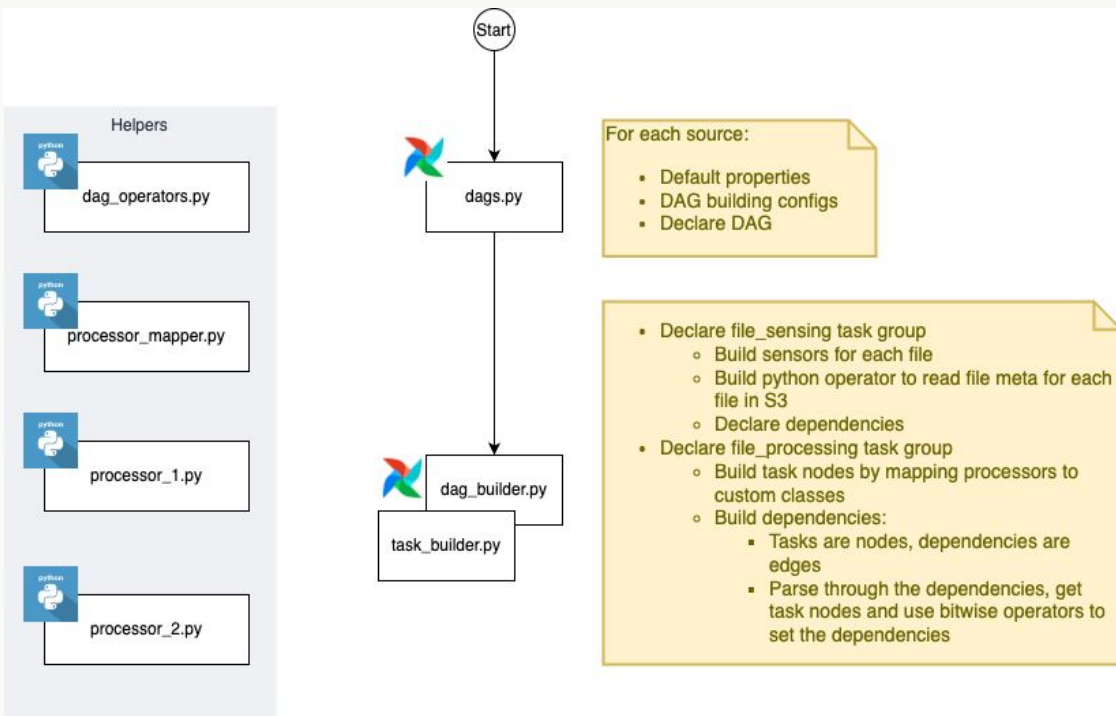 Start
Helpers
python
dag_operators.py
python
processor_mapper.py
python
processor_1.py
python
processor_2.py
dags.py
dag_builder.py
task_builder.py
For each source:
• Default properties
• DAG building configs
• Declare DAG
• Declare file_sensing task group
◦ Build sensors for each file
◦ Build python operator to read file meta for each
file in S3
◦ Declare dependencies
• Declare file_processing task group
◦ Build task nodes by mapping processors to
custom classes
◦ Build dependencies:
▪ Tasks are nodes, dependencies are
edges
▪ Parse through the dependencies, get
task nodes and use bitwise operators to
set the dependencies